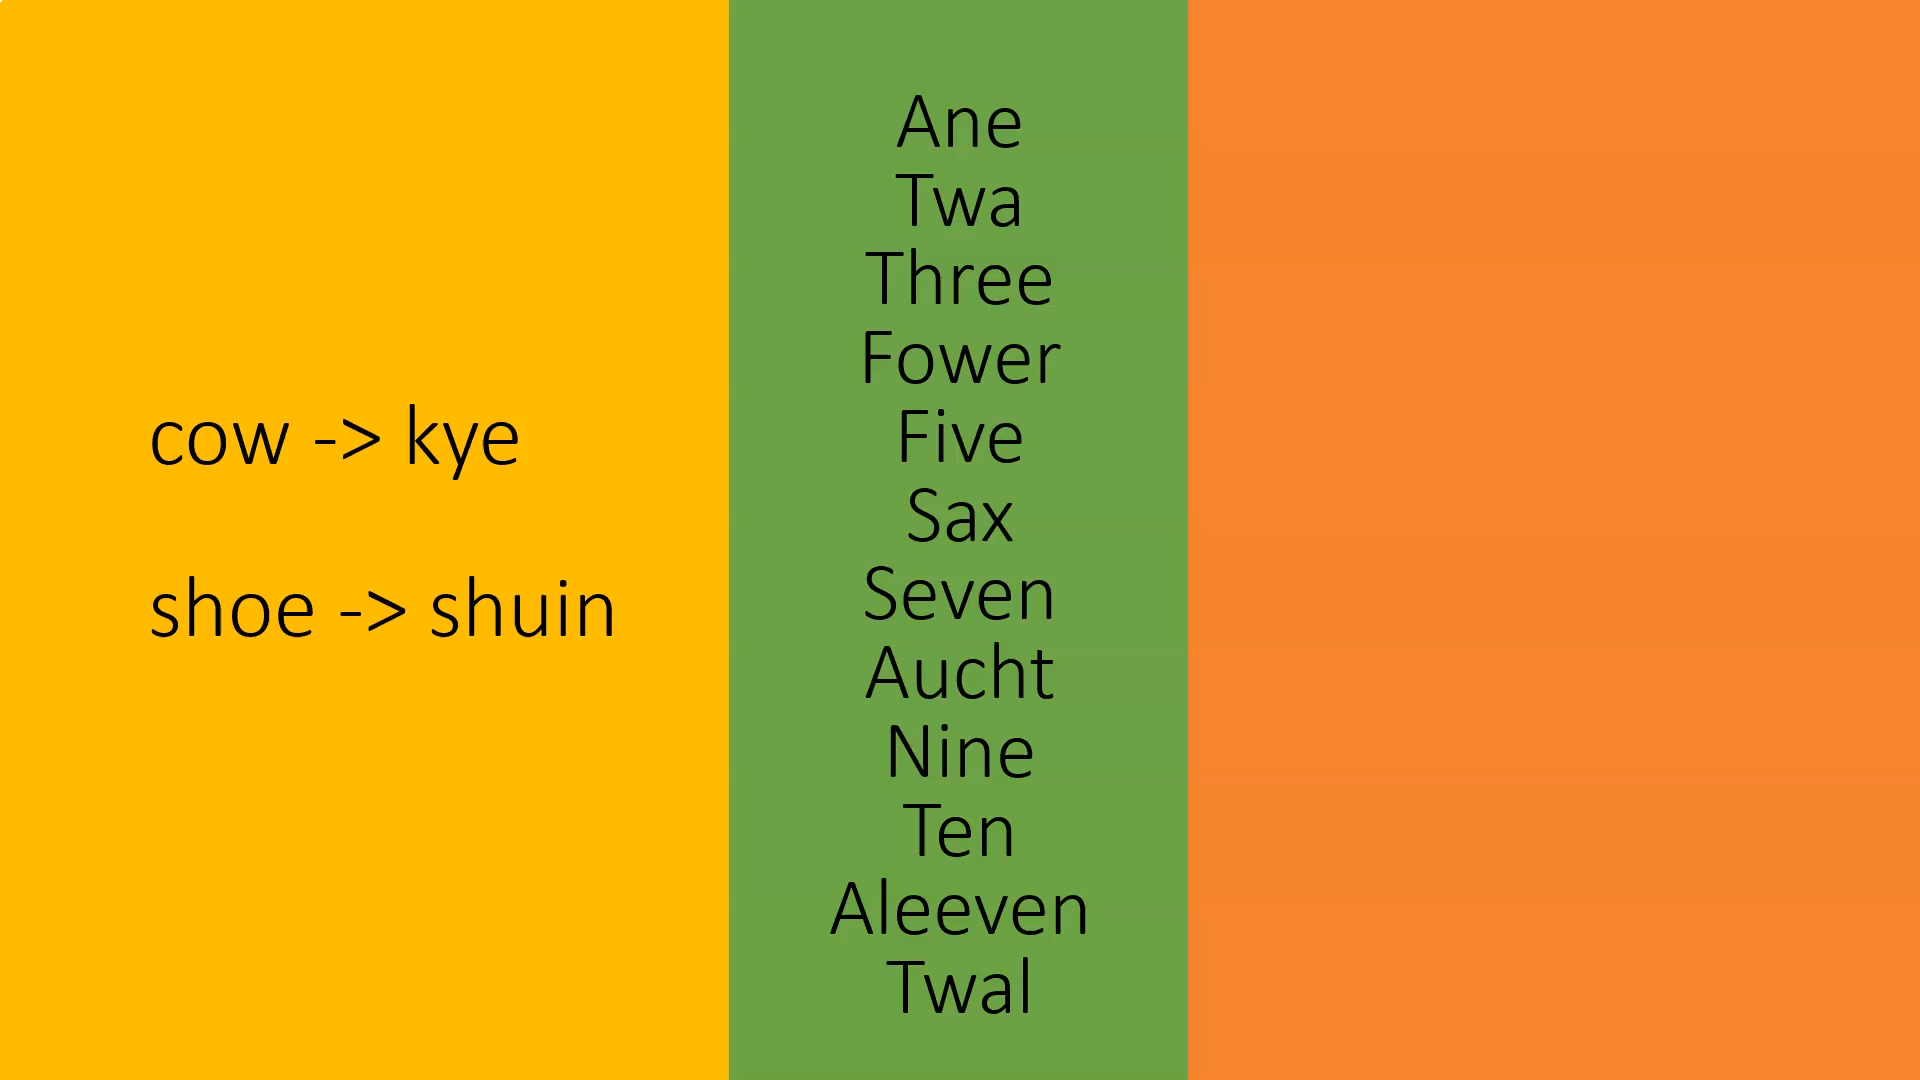 cow -> kye
shoe -> shuin
Ane
Twa
Three
Fower
Five
Sax
Seven
Aucht
Nine
Ten
Aleeven
Twal